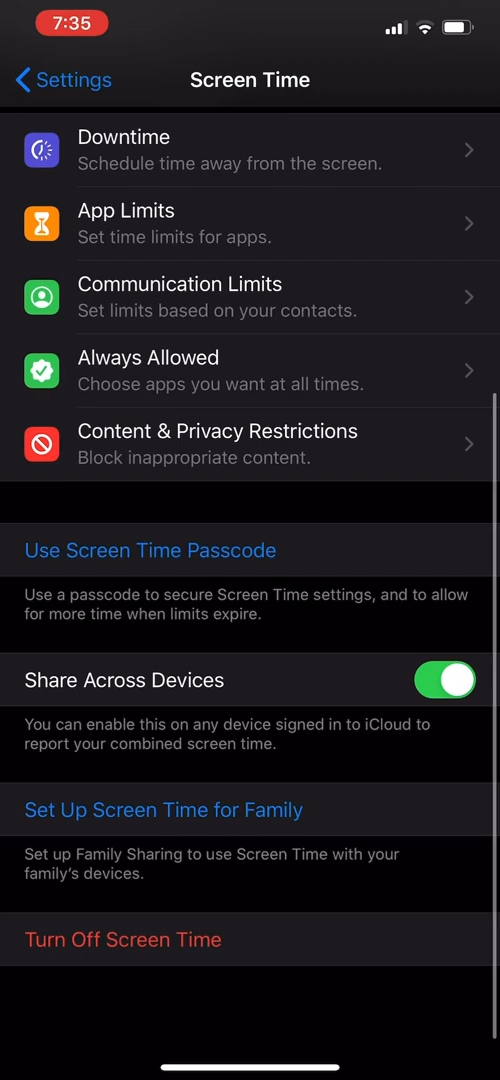 7:35
Settings
Screen Time
Downtime
Schedule time away from the screen.
App Limits
Set time limits for apps.
Communication Limits
Set limits based on your contacts.
Always Allowed
Choose apps you want at all times.
Content & Privacy Restrictions
Block inappropriate content.
Use Screen Time Passcode
Use a passcode to secure Screen Time settings, and to allow
for more time when limits expire.
Share Across Devices
You can enable this on any device signed in to iCloud to
report your combined screen time.
Set Up Screen Time for Family
Set up Family Sharing to use Screen Time with your
family's devices.
Turn Off Screen Time